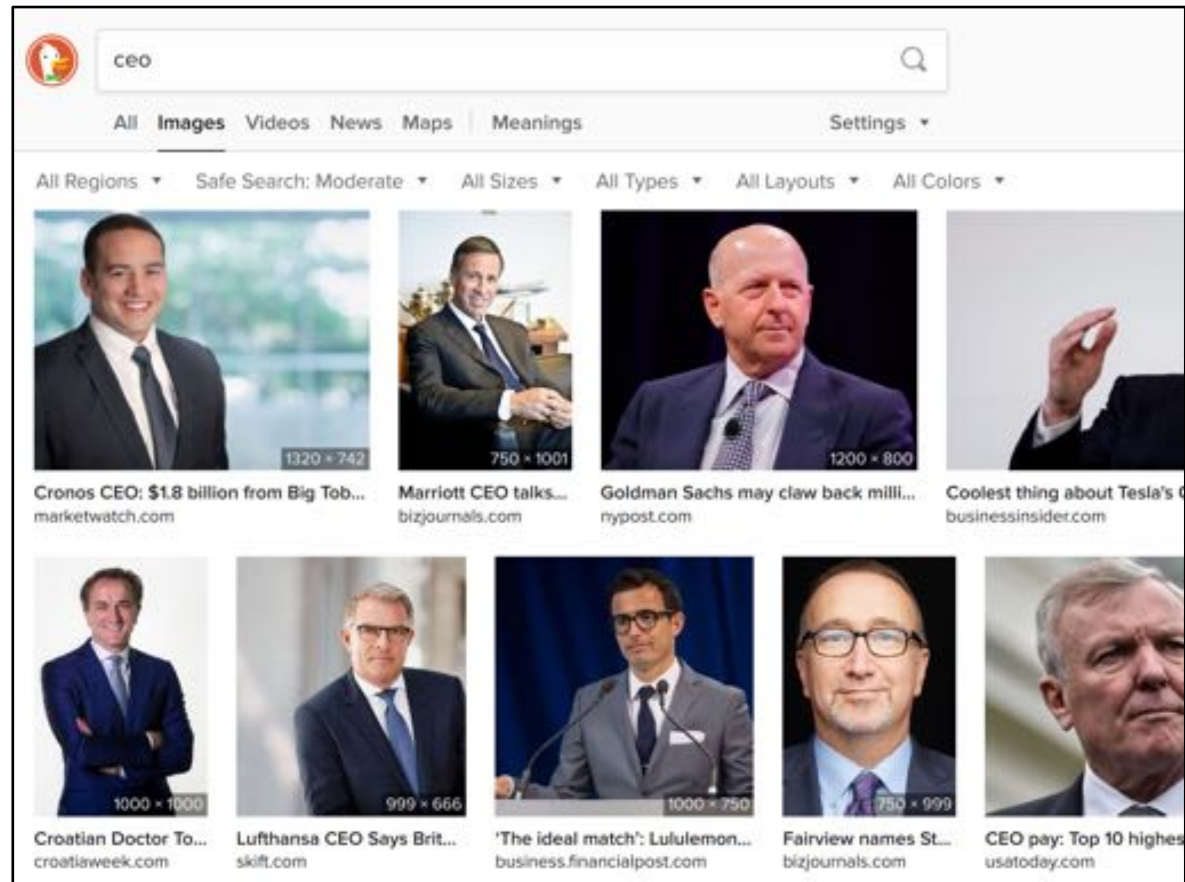 ceo
All Images Videos News Maps Meanings Settings
All Regions Safe Search: Moderate All Sizes All Types All Layouts All Colors
1320 × 742
750 × 1001
1200 × 800
Cronos CEO: $1.8 billion from Big Tob...
marketwatch.com
Marriott CEO talks...
bizjournals.com
Goldman Sachs may claw back milli...
nypost.com
Coolest thing about Tesla's
businessinsider.com
1000 × 1000
999 × 666
1000 × 750
750 × 999
Croatian Doctor To...
croatiaweek.com
Lufthansa CEO Says Brit...
skift.com
'The ideal match': Lululemon...
business.financialpost.com
Fairview names St...
bizjournals.com
CEO pay: Top 10 highes
usatoday.com